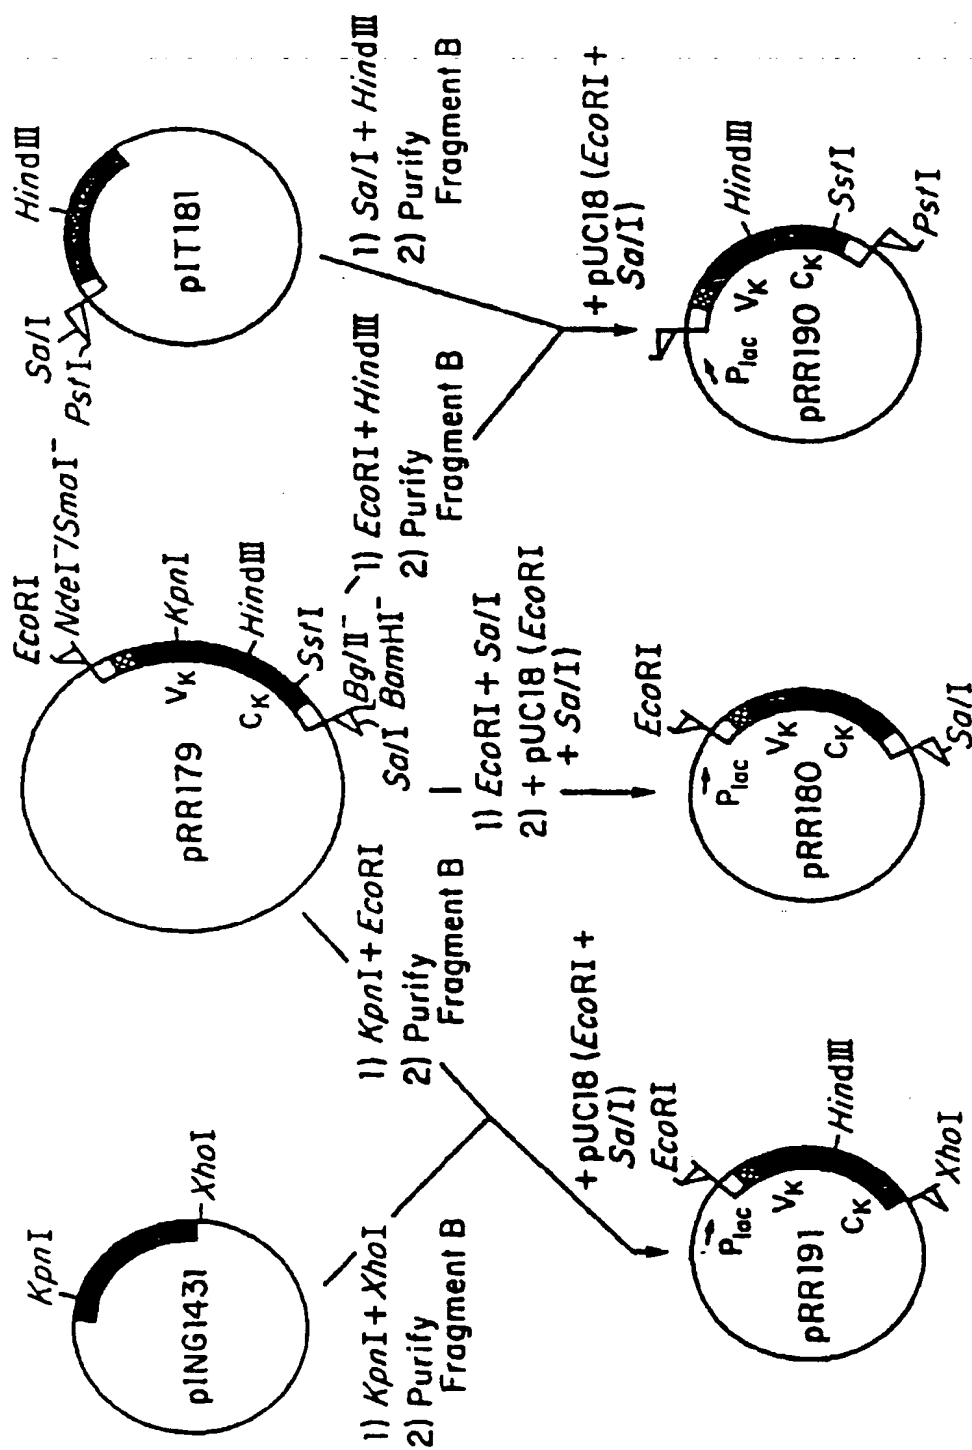 KpnI
XhoI
pING1431
1) KpnI + XhoI
2) Purify
Fragment B
EcoRI
NdeI⁻/SmaI⁻
KpnI
HindIII
SstI
VK
CK
BglII⁻
SalI
BamHI⁻
pRR179
SalI
PstI
HindIII
pIT181
1) KpnI + EcoRI
2) Purify
Fragment B
1) EcoRI + SalI
2) + pUC18 (EcoRI
+ SalI)
1) EcoRI + HindIII
2) Purify
Fragment B
1) SalI + HindIII
2) Purify
Fragment B
+ pUC18 (EcoRI +
SalI)
EcoRI
Plac
VK
CK
HindIII
XhoI
pRR191
EcoRI
Plac
VK
CK
SalI
pRR180
+ pUC18 (EcoRI +
SalI)
Plac
VK
HindIII
CK
SstI
PstI
pRR190